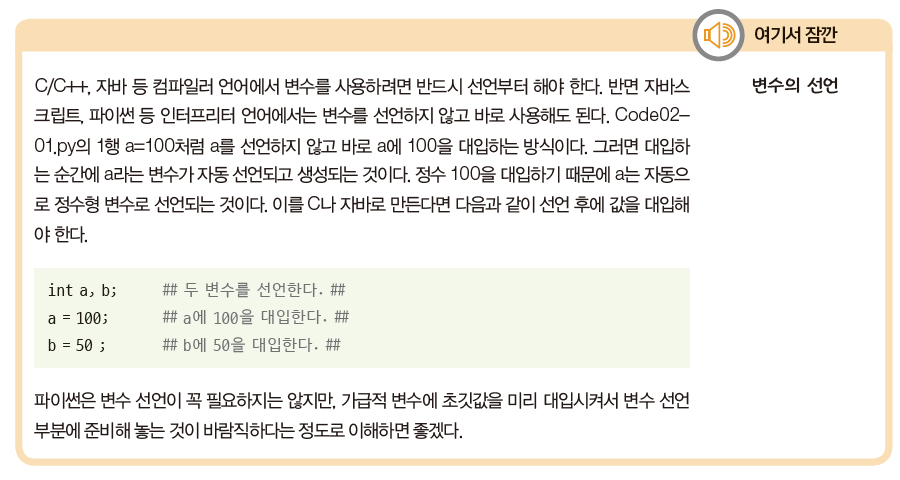 여기서 잠깐
변수의 선언
C/C++, 자바 등 컴파일러 언어에서 변수를 사용하려면 반드시 선언부터 해야 한다. 반면 자바스
크립트, 파이썬 등 인터프리터 언어에서는 변수를 선언하지 않고 바로 사용해도 된다. Code02-
01.py의 1행 a=100처럼 a를 선언하지 않고 바로 a에 100을 대입하는 방식이다. 그러면 대입하
는 순간에 a라는 변수가 자동 선언되고 생성되는 것이다. 정수 100을 대입하기 때문에 a는 자동으
로 정수형 변수로 선언되는 것이다. 이를 C나 자바로 만든다면 다음과 같이 선언 후에 값을 대입해
야 한다.
int a, b; ## 두 변수를 선언한다. ##
a = 100; ## a에 100을 대입한다. ##
b = 50 ; ## b에 50을 대입한다. ##
파이썬은 변수 선언이 꼭 필요하지는 않지만, 가급적 변수에 초깃값을 미리 대입시켜서 변수 선언
부분에 준비해 놓는 것이 바람직하다는 정도로 이해하면 좋겠다.